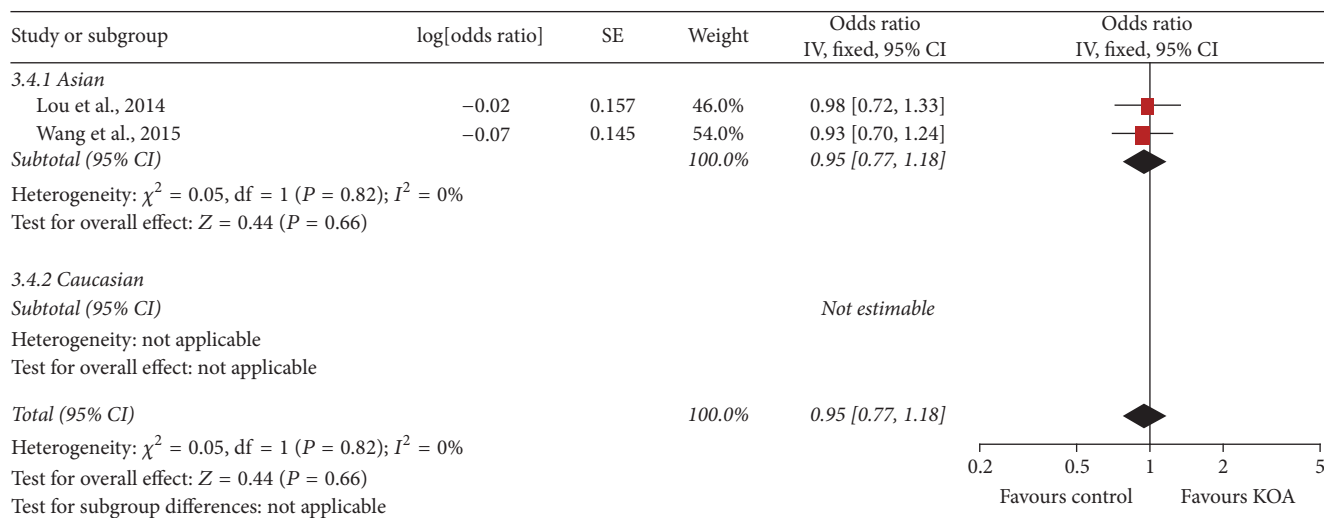 Study or subgroup log[odds ratio] SE Weight Odds ratio IV, fixed, 95% CI Odds ratio IV, fixed, 95% CI
3.4.1 Asian
Lou et al., 2014 −0.02 0.157 46.0% 0.98 [0.72, 1.33]
Wang et al., 2015 −0.07 0.145 54.0% 0.93 [0.70, 1.24]
Subtotal (95% CI) 100.0% 0.95 [0.77, 1.18]
Heterogeneity: χ² = 0.05, df = 1 (P = 0.82); I² = 0%
Test for overall effect: Z = 0.44 (P = 0.66)
3.4.2 Caucasian
Subtotal (95% CI) Not estimable
Heterogeneity: not applicable
Test for overall effect: not applicable
Total (95% CI) 100.0% 0.95 [0.77, 1.18]
Heterogeneity: χ² = 0.05, df = 1 (P = 0.82); I² = 0%
Test for overall effect: Z = 0.44 (P = 0.66)
Test for subgroup differences: not applicable
0.2 0.5 1 2 5
Favours control Favours KOA